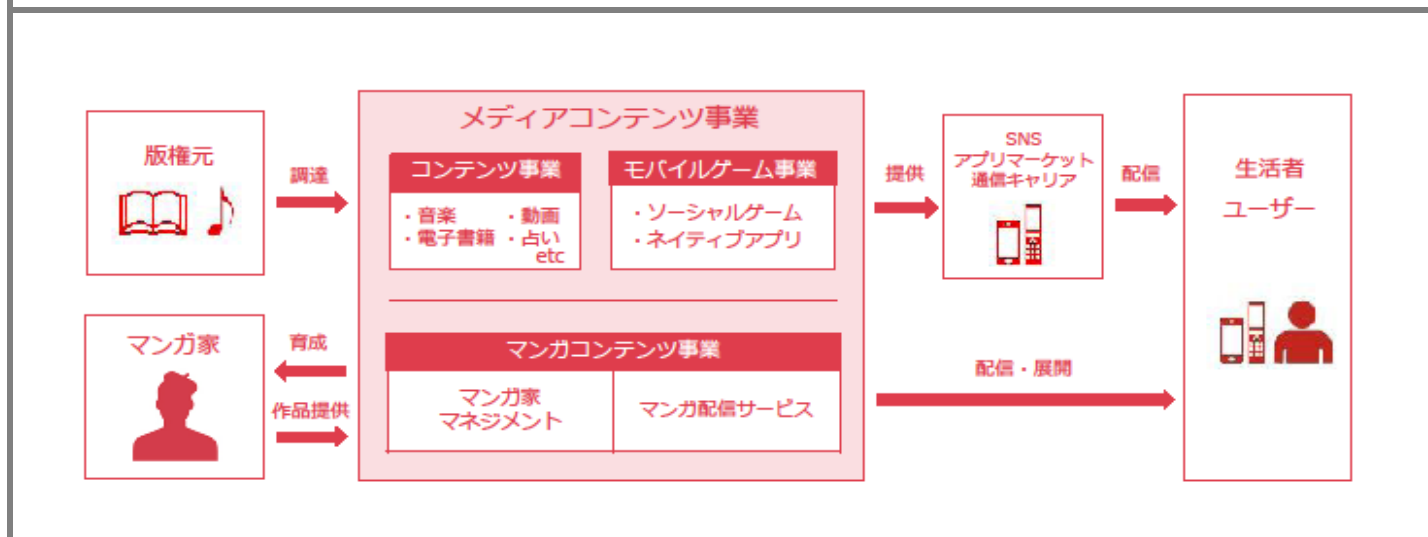 版権元
調達
メディアコンテンツ事業
コンテンツ事業
・音楽 ・動画
・電子書籍 ・占い
etc
モバイルゲーム事業
・ソーシャルゲーム
・ネイティブアプリ
提供
SNS
アプリマーケット
通信キャリア
配信
生活者
ユーザー
マンガ家
育成
作品提供
マンガコンテンツ事業
マンガ家
マネジメント
マンガ配信サービス
配信・展開